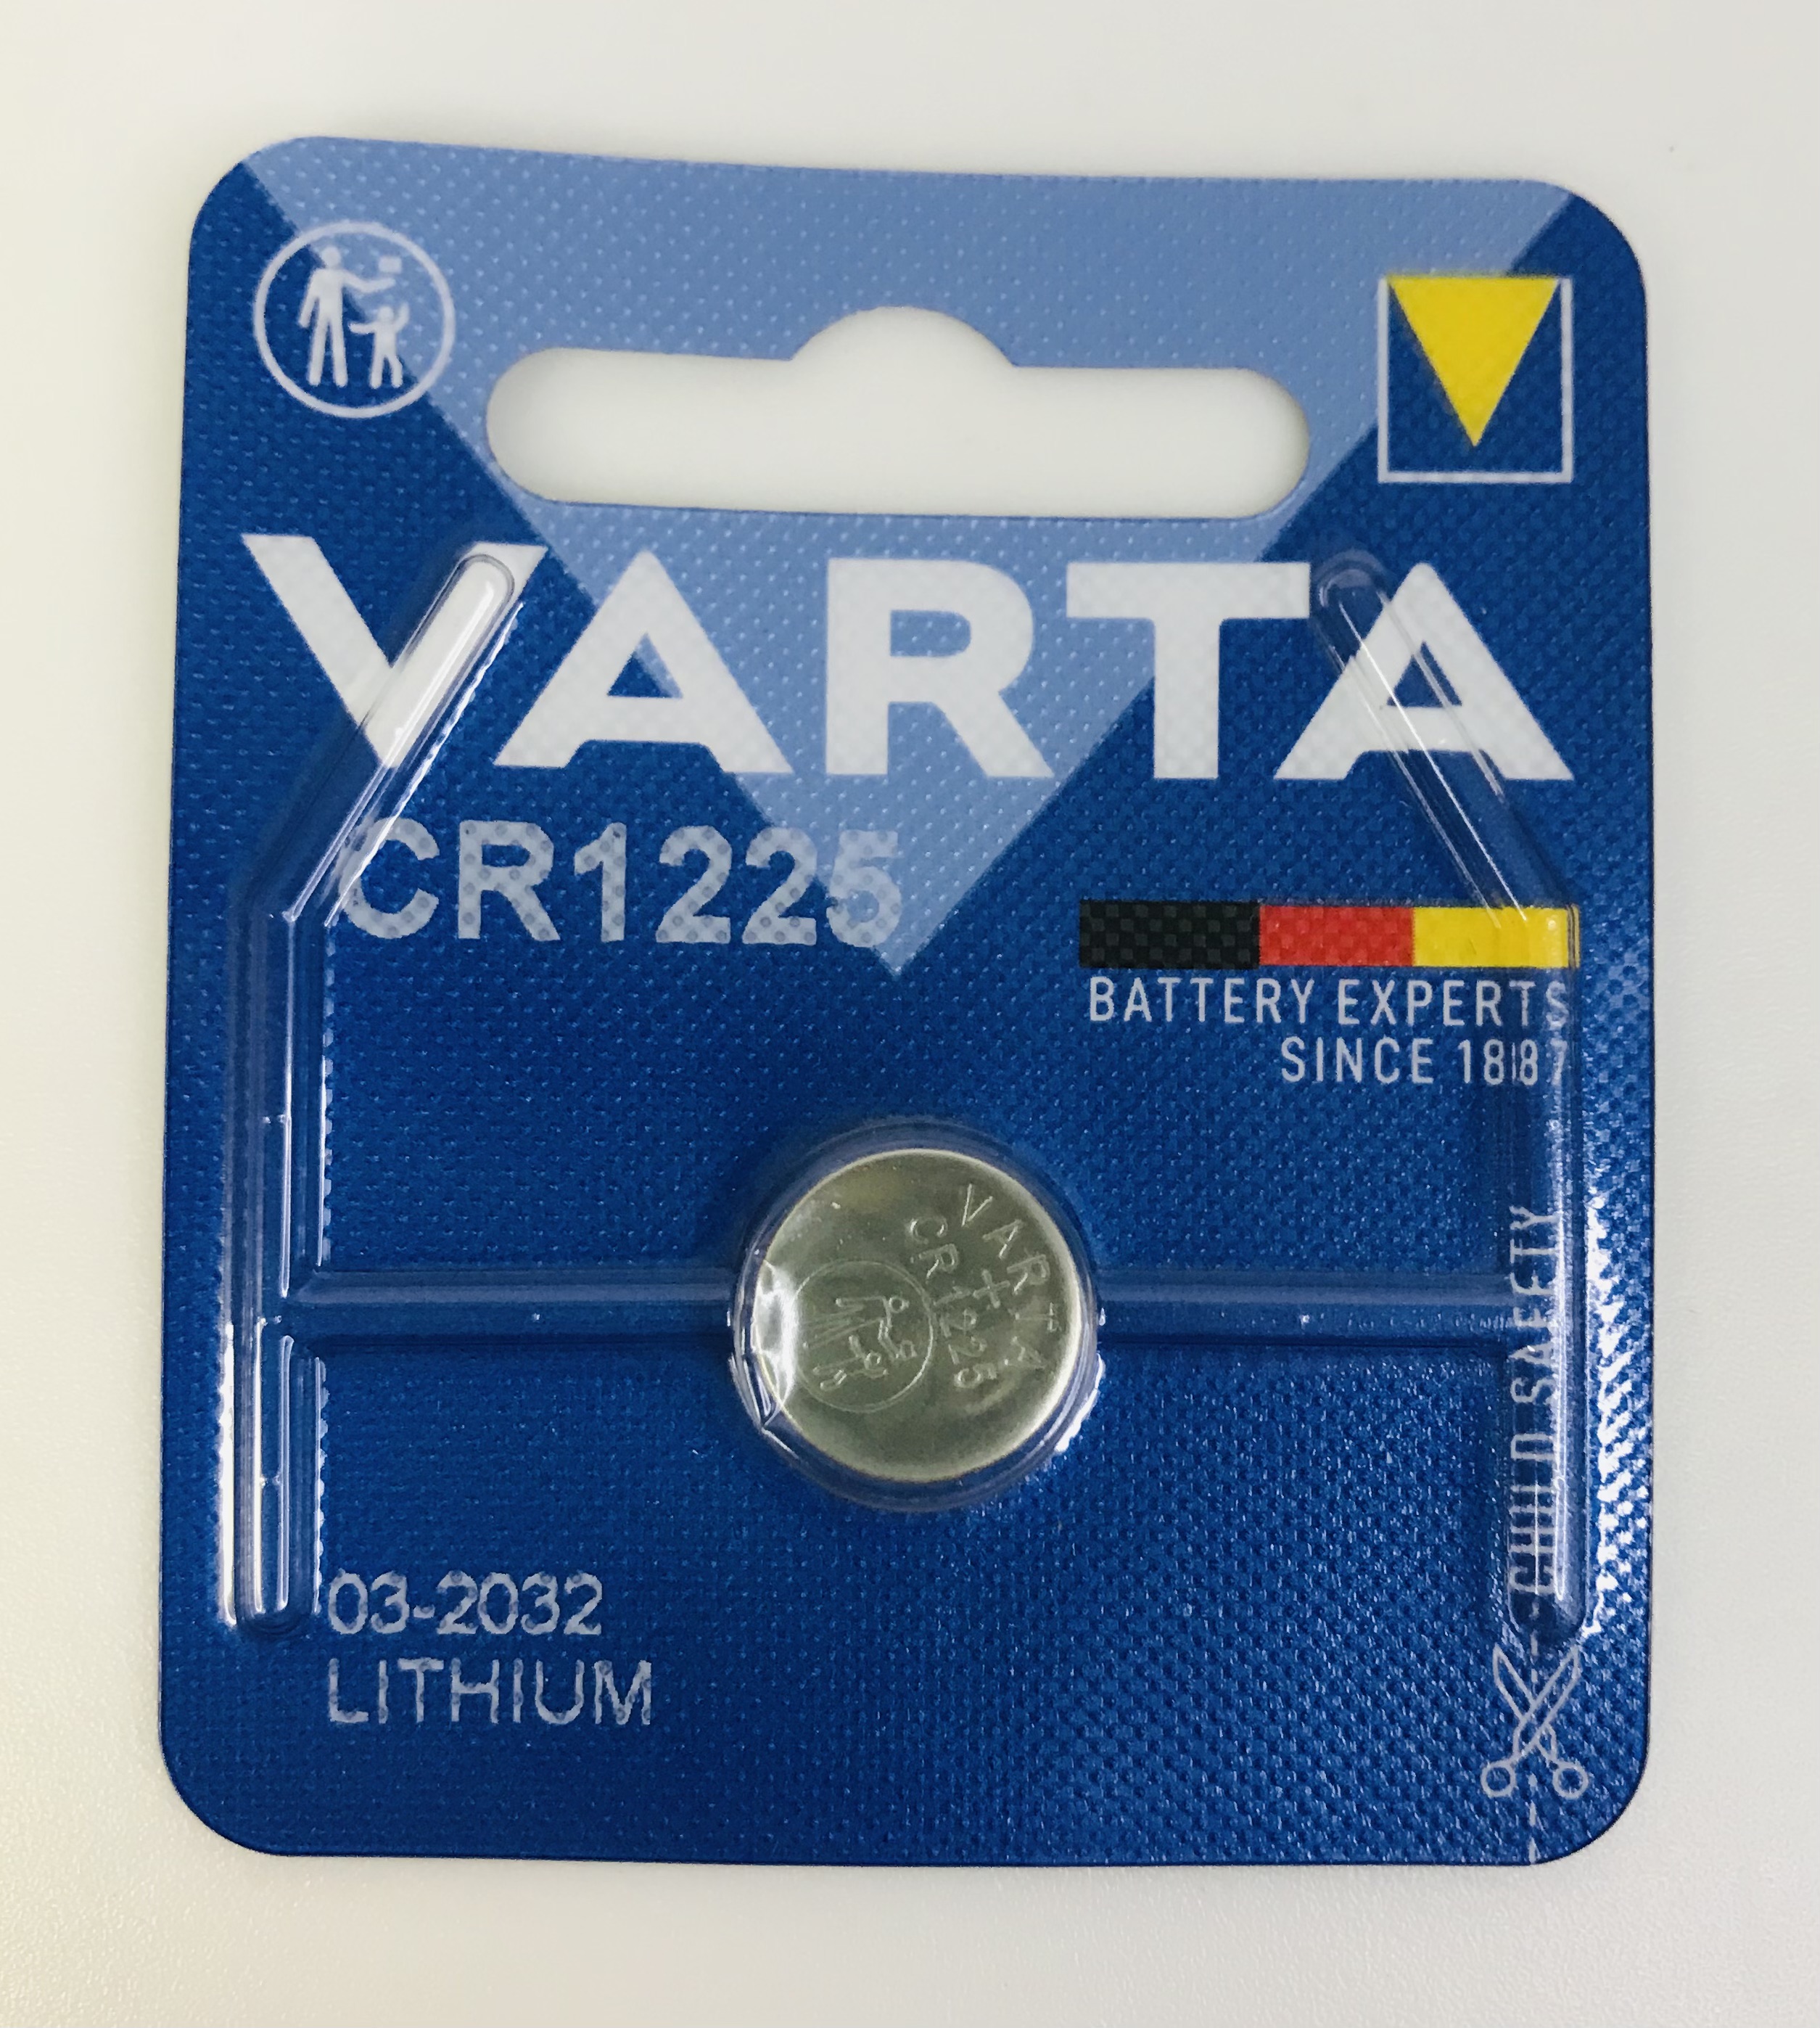 VARTA
CR1225
BATTERY EXPERTS
SINCE 1887
VARTA
+
CR1225
CHILD SAFETY
03-2032
LITHIUM